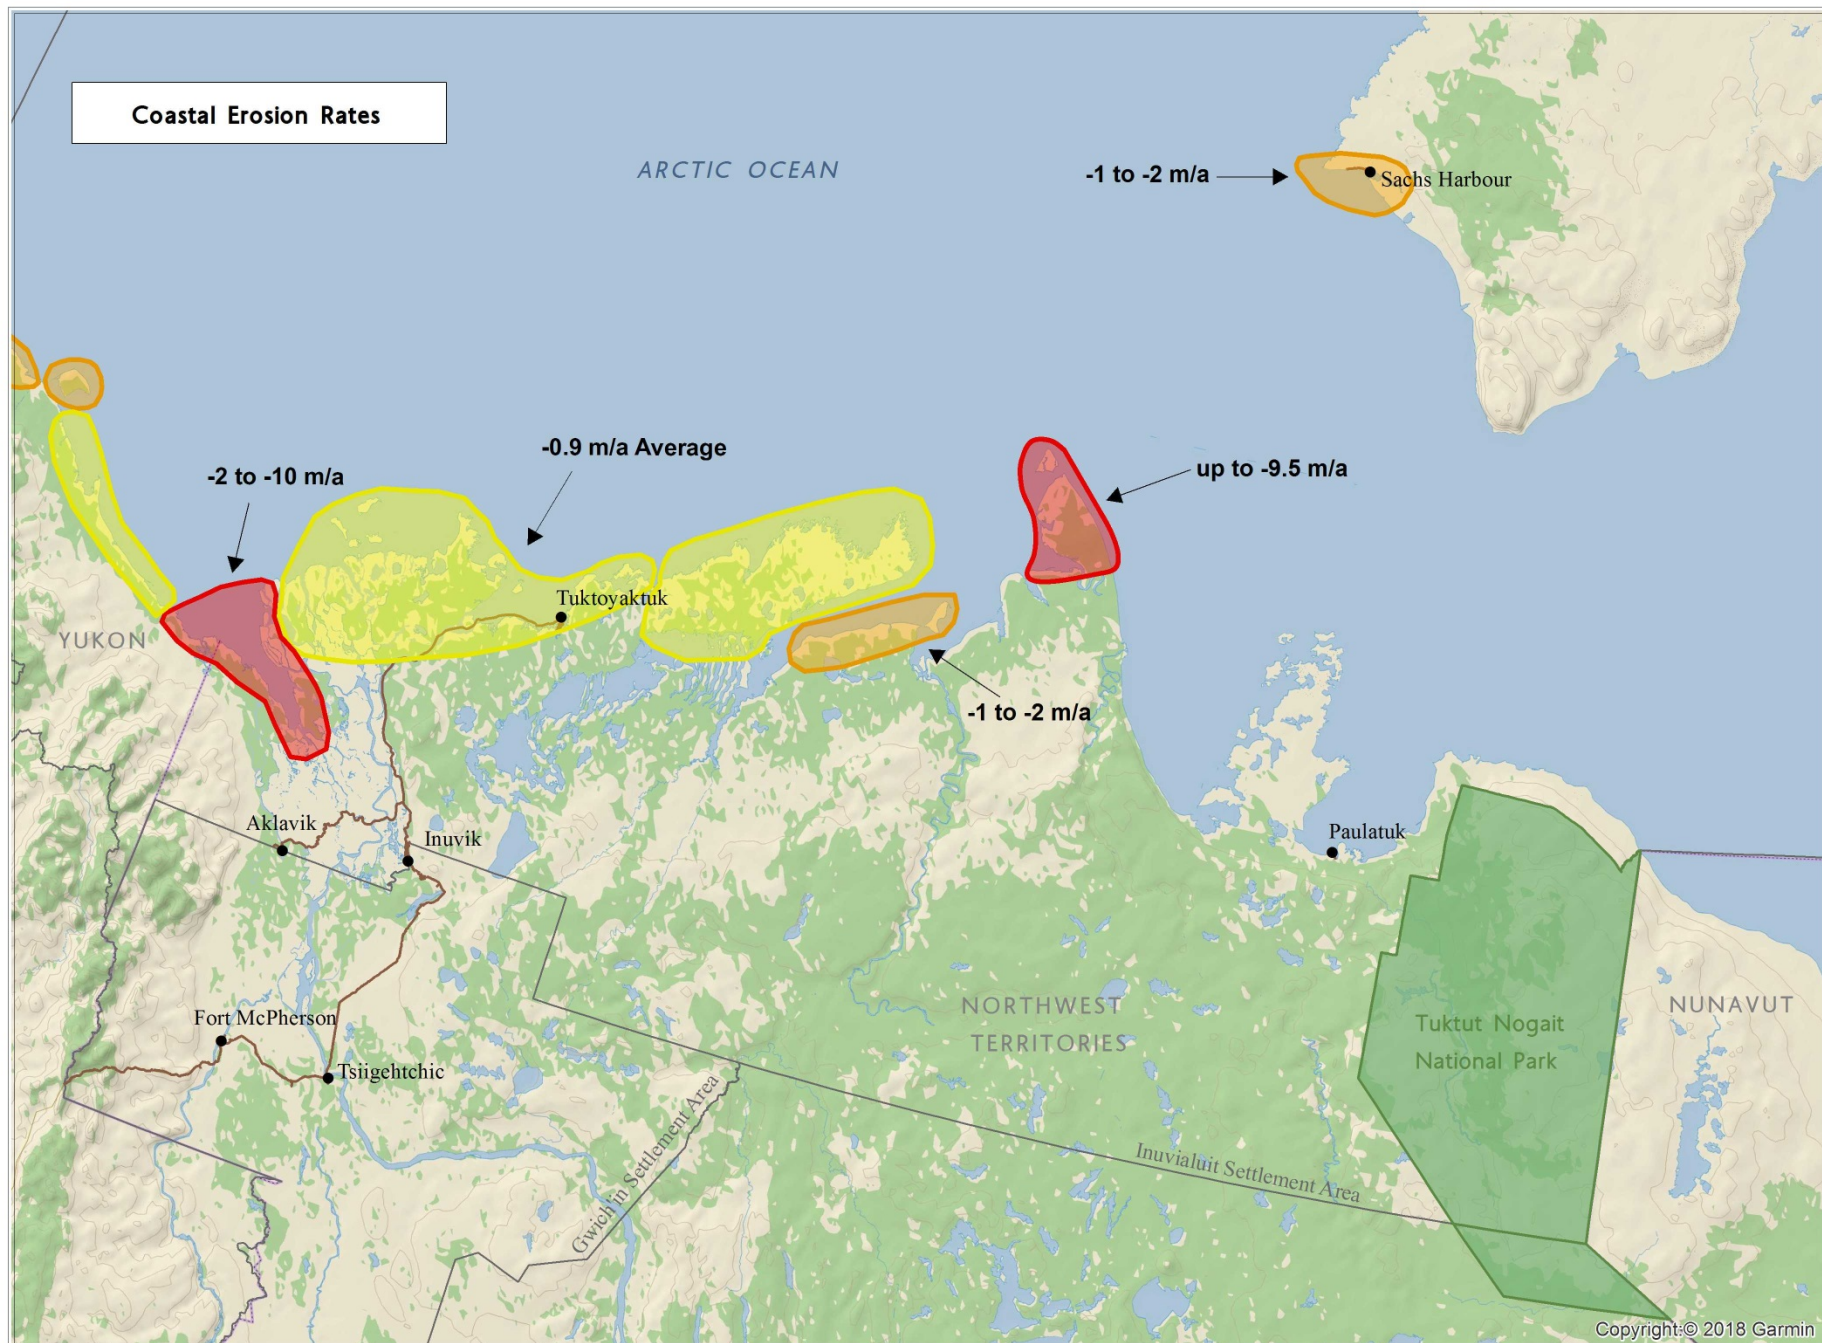 Coastal Erosion Rates
ARCTIC OCEAN
-1 to -2 m/a
Sachs Harbour
-0.9 m/a Average
-2 to -10 m/a
up to -9.5 m/a
Tuktoyaktuk
YUKON
-1 to -2 m/a
Aklavik
Inuvik
Paulatuk
NORTHWEST
TERRITORIES
NUNAVUT
Fort McPherson
Tuktut Nogait
National Park
Tsiigehtchic
Gwich'in Settlement Area
Inuvialuit Settlement Area
Copyright:© 2018 Garmin